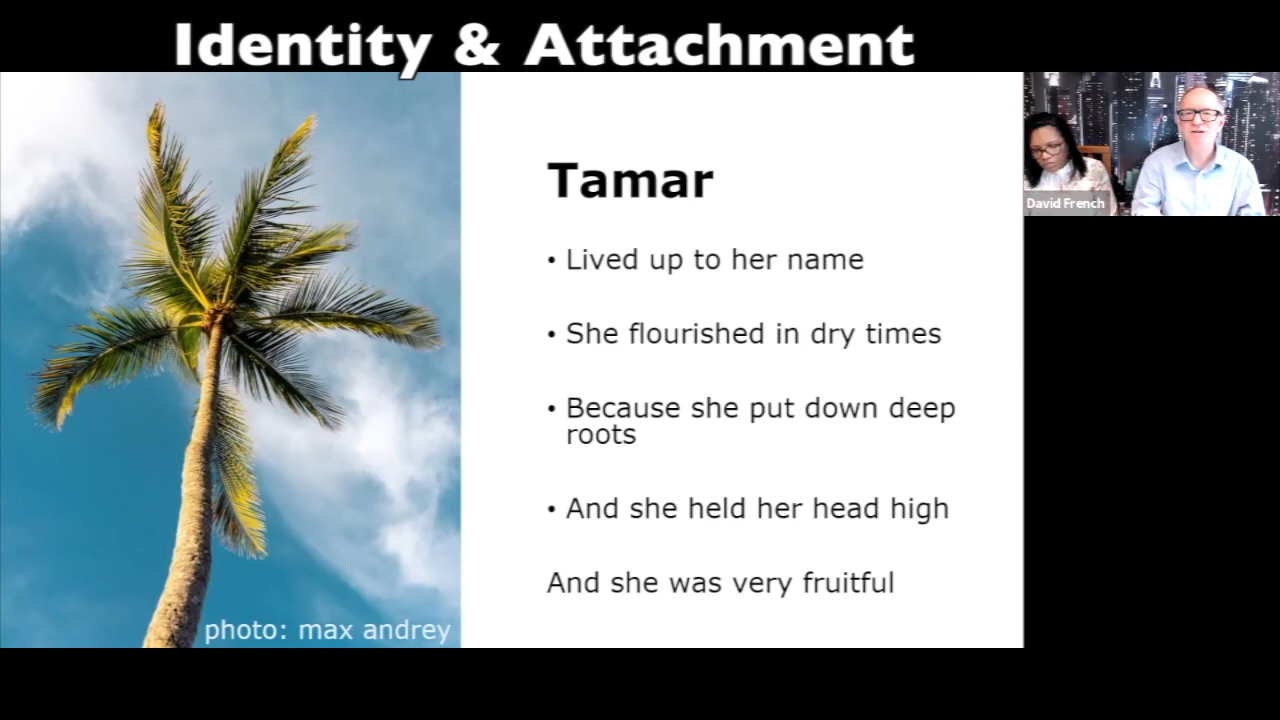 Identity & Attachment
Tamar
• Lived up to her name
• She flourished in dry times
• Because she put down deep
roots
• And she held her head high
And she was very fruitful
photo: max andrey
David French